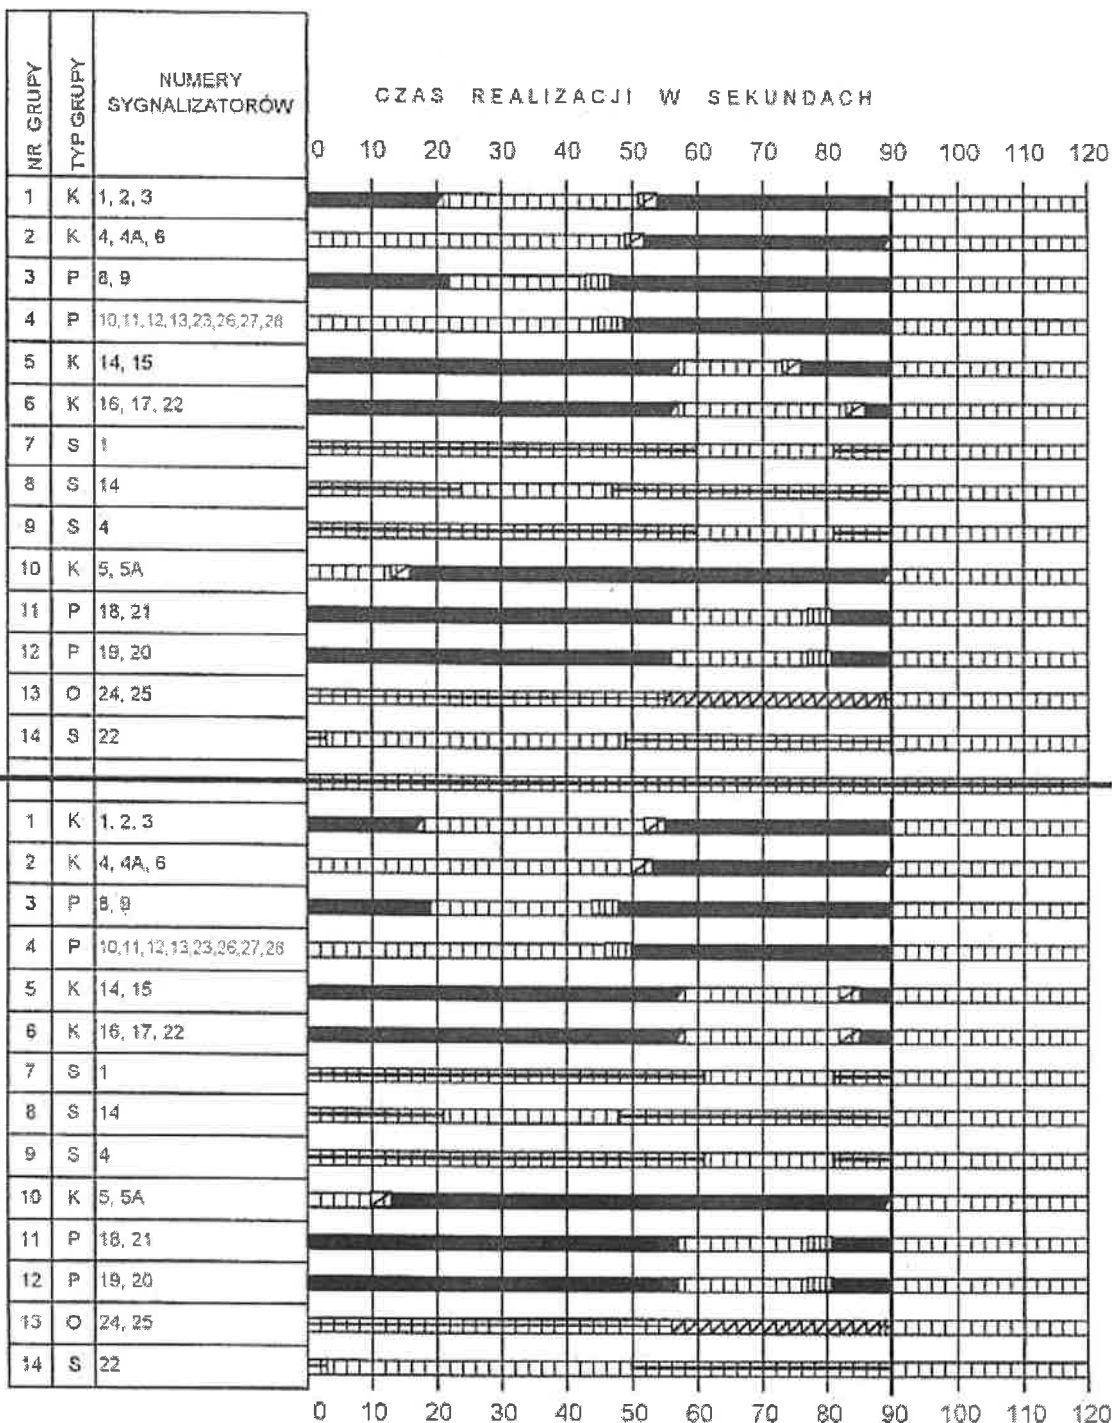 NR GRUPY
TYP GRUPY
NUMERY
SYGNALIZATORÓW
CZAS REALIZACJI W SEKUNDACH
0 10 20 30 40 50 60 70 80 90 100 110 120
1 K 1, 2, 3
2 K 4, 4A, 6
3 P 8, 9
4 P 10,11,12,13,23,26,27,28
5 K 14, 15
6 K 16, 17, 22
7 S 1
8 S 14
9 S 4
10 K 5, 5A
11 P 18, 21
12 P 19, 20
13 O 24, 25
14 S 22
1 K 1, 2, 3
2 K 4, 4A, 6
3 P 8, 9
4 P 10,11,12,13,23,26,27,28
5 K 14, 15
6 K 16, 17, 22
7 S 1
8 S 14
9 S 4
10 K 5, 5A
11 P 18, 21
12 P 19, 20
13 O 24, 25
14 S 22
0 10 20 30 40 50 60 70 80 90 100 110 120